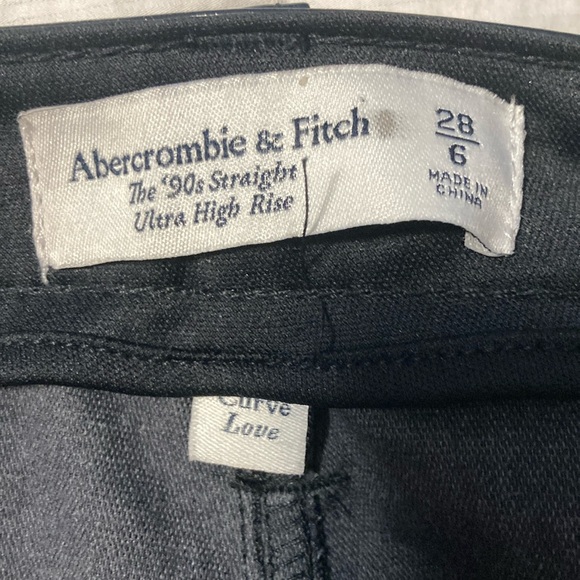 Abercrombie & Fitch
The '90s Straight
Ultra High Rise
28
6
MADE IN
CHINA
Curve
Love